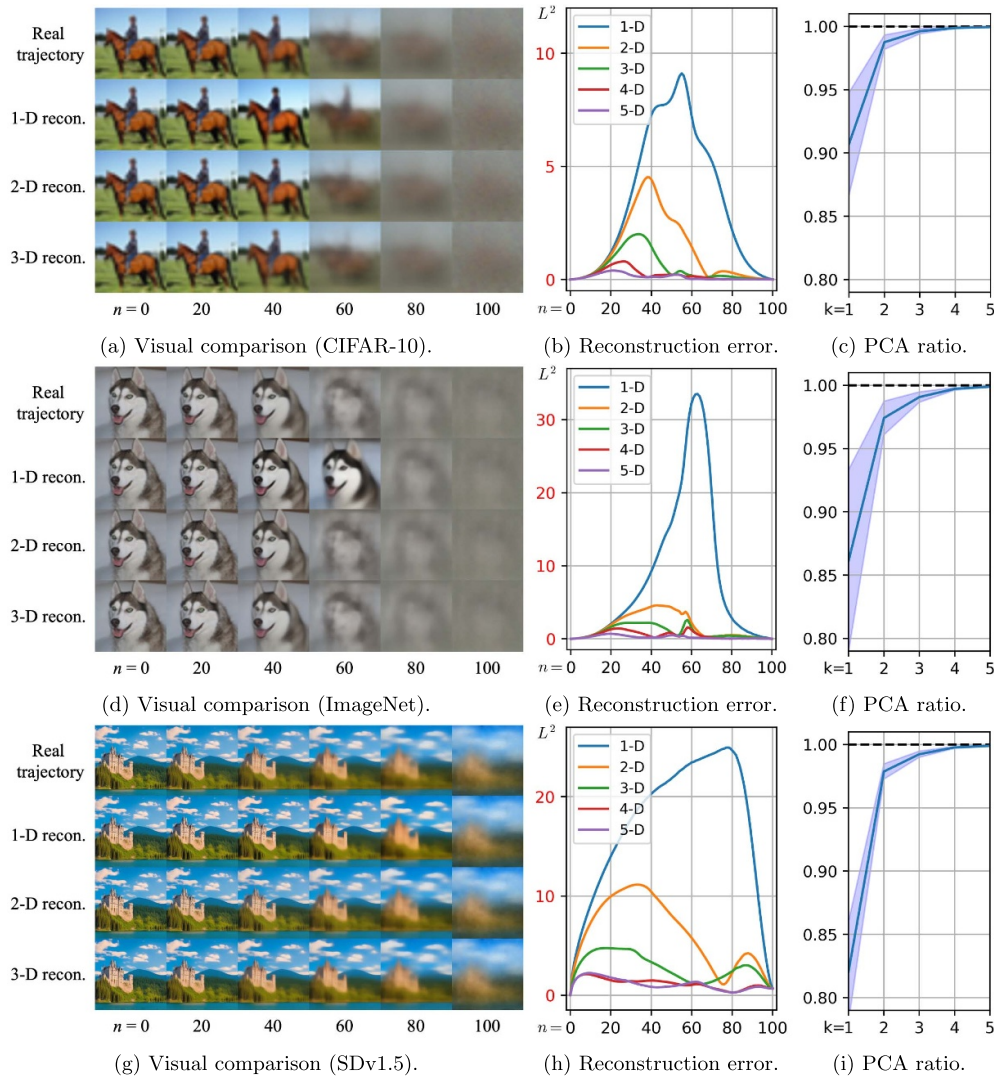 Real
trajectory
1-D recon.
2-D recon.
3-D recon.
n = 0 20 40 60 80 100
(a) Visual comparison (CIFAR-10).
L²
10
5
0
1-D
2-D
3-D
4-D
5-D
n = 0 20 40 60 80 100
(b) Reconstruction error.
1.00
0.95
0.90
0.85
0.80
k=1 2 3 4 5
(c) PCA ratio.
Real
trajectory
1-D recon.
2-D recon.
3-D recon.
n = 0 20 40 60 80 100
(d) Visual comparison (ImageNet).
L²
30
20
10
0
1-D
2-D
3-D
4-D
5-D
n = 0 20 40 60 80 100
(e) Reconstruction error.
1.00
0.95
0.90
0.85
0.80
k=1 2 3 4 5
(f) PCA ratio.
Real
trajectory
1-D recon.
2-D recon.
3-D recon.
n = 0 20 40 60 80 100
(g) Visual comparison (SDv1.5).
L²
20
10
0
1-D
2-D
3-D
4-D
5-D
n = 0 20 40 60 80 100
(h) Reconstruction error.
1.00
0.95
0.90
0.85
0.80
k=1 2 3 4 5
(i) PCA ratio.